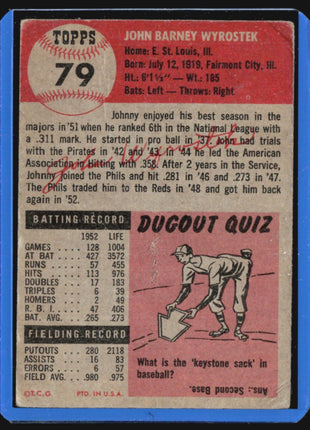 TOPPS
79
JOHN BARNEY WYROSTEK
Home: E. St. Louis, Ill.
Born: July 12, 1919, Fairmont City, Ill.
Ht.: 6'1½" — Wt.: 185
Bats: Left — Throws: Right
Johnny enjoyed his best season in the
majors in '51 when he ranked 6th in the National League with
a .311 mark. He started in pro ball in '37. John had trials
with the Pirates in '42 and '43. In '44 he led the American
Association in Hitting with .358. After 2 years in the Service,
Johnny joined the Phils and hit .281 in '46 and .273 in '47.
The Phils traded him to the Reds in '48 and got him
back again in '52.
BATTING RECORD
1952 LIFE
GAMES 128 1004
AT BAT 427 3572
RUNS 57 455
HITS 113 976
DOUBLES 17 181
TRIPLES 6 39
HOMERS 2 49
R. B. I. 47
BAT. AVG. .265 .273
FIELDING RECORD
PUTOUTS 280 2118
ASSISTS 16 83
ERRORS 6 57
FIELD AVG. .980 .975
©T.C.G. PTD. IN U.S.A.
DUGOUT QUIZ
What is the 'keystone sack' in
baseball?
Ans.: Second Base.